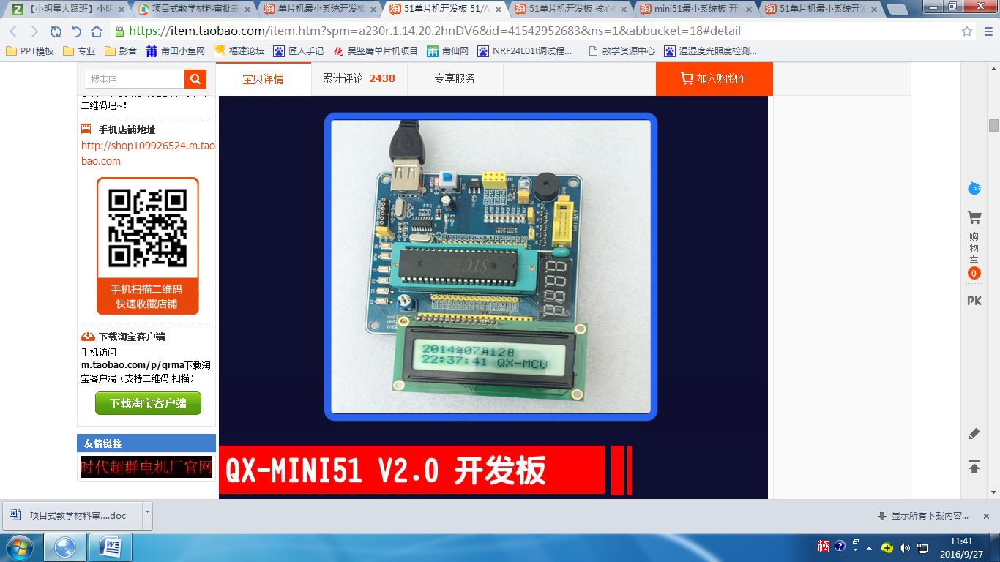 【小明星大跟班】小明
项目式教学材料审批表
单片机最小系统开发板
51单片机开发板 51/A
51单片机开发板 核心
mini51最小系统板 开
51单片机最小系统开发
https://item.taobao.com/item.htm?spm=a230r.1.14.20.2hnDV6&id=41542952683&ns=1&abbucket=18#detail
PPT模板 专业 影音 莆田小鱼网 福建论坛 匠人手记 吴鉴鹰单片机项目 莆仙网 NRF24L01t调试程... 教学资源中心 温湿度光照度检测...
搜本店
宝贝详情 累计评论 2438 专享服务 加入购物车
二维码吧~!
手机店铺地址
http://shop109926524.m.tao
bao.com
手机扫描二维码
快速收藏店铺
下载淘宝客户端
手机访问
m.taobao.com/p/qrma下载淘
宝客户端（支持二维码 扫描）
下载淘宝客户端
友情链接
时代超群电机厂官网
STC
AVR ISP
2014年07月12日
22:37:41 QX-MCU
QX-MINI51 V2.0 开发板
购物车
0
PK
项目式教学材料审....doc
显示所有下载内容...
11:41
2016/9/27